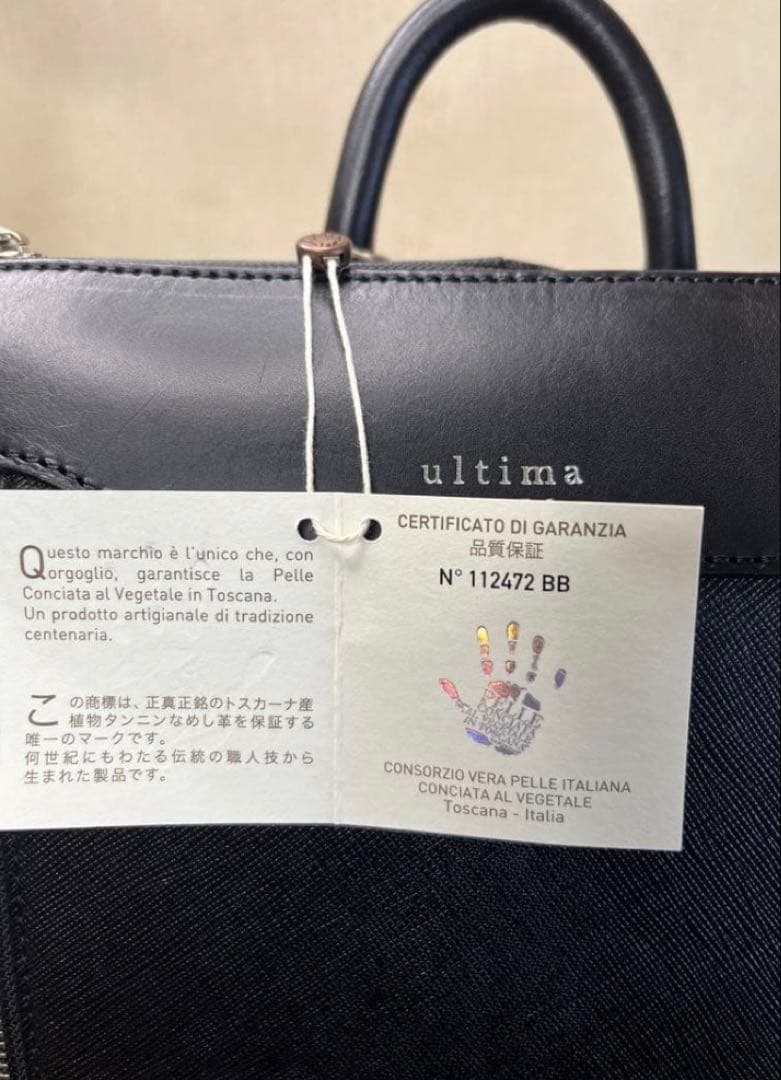 ultima
Questo marchio è l'unico che, con
orgoglio, garantisce la Pelle
Conciata al Vegetale in Toscana.
Un prodotto artigianale di tradizione
centenaria.
この商標は、正真正銘のトスカーナ産
植物タンニンなめし革を保証する
唯一のマークです。
何世紀にもわたる伝統の職人技から
生まれた製品です。
CERTIFICATO DI GARANZIA
品質保証
N° 112472 BB
PELLE
CONSORZIO VERA PELLE ITALIANA
CONCIATA AL VEGETALE
Toscana - Italia